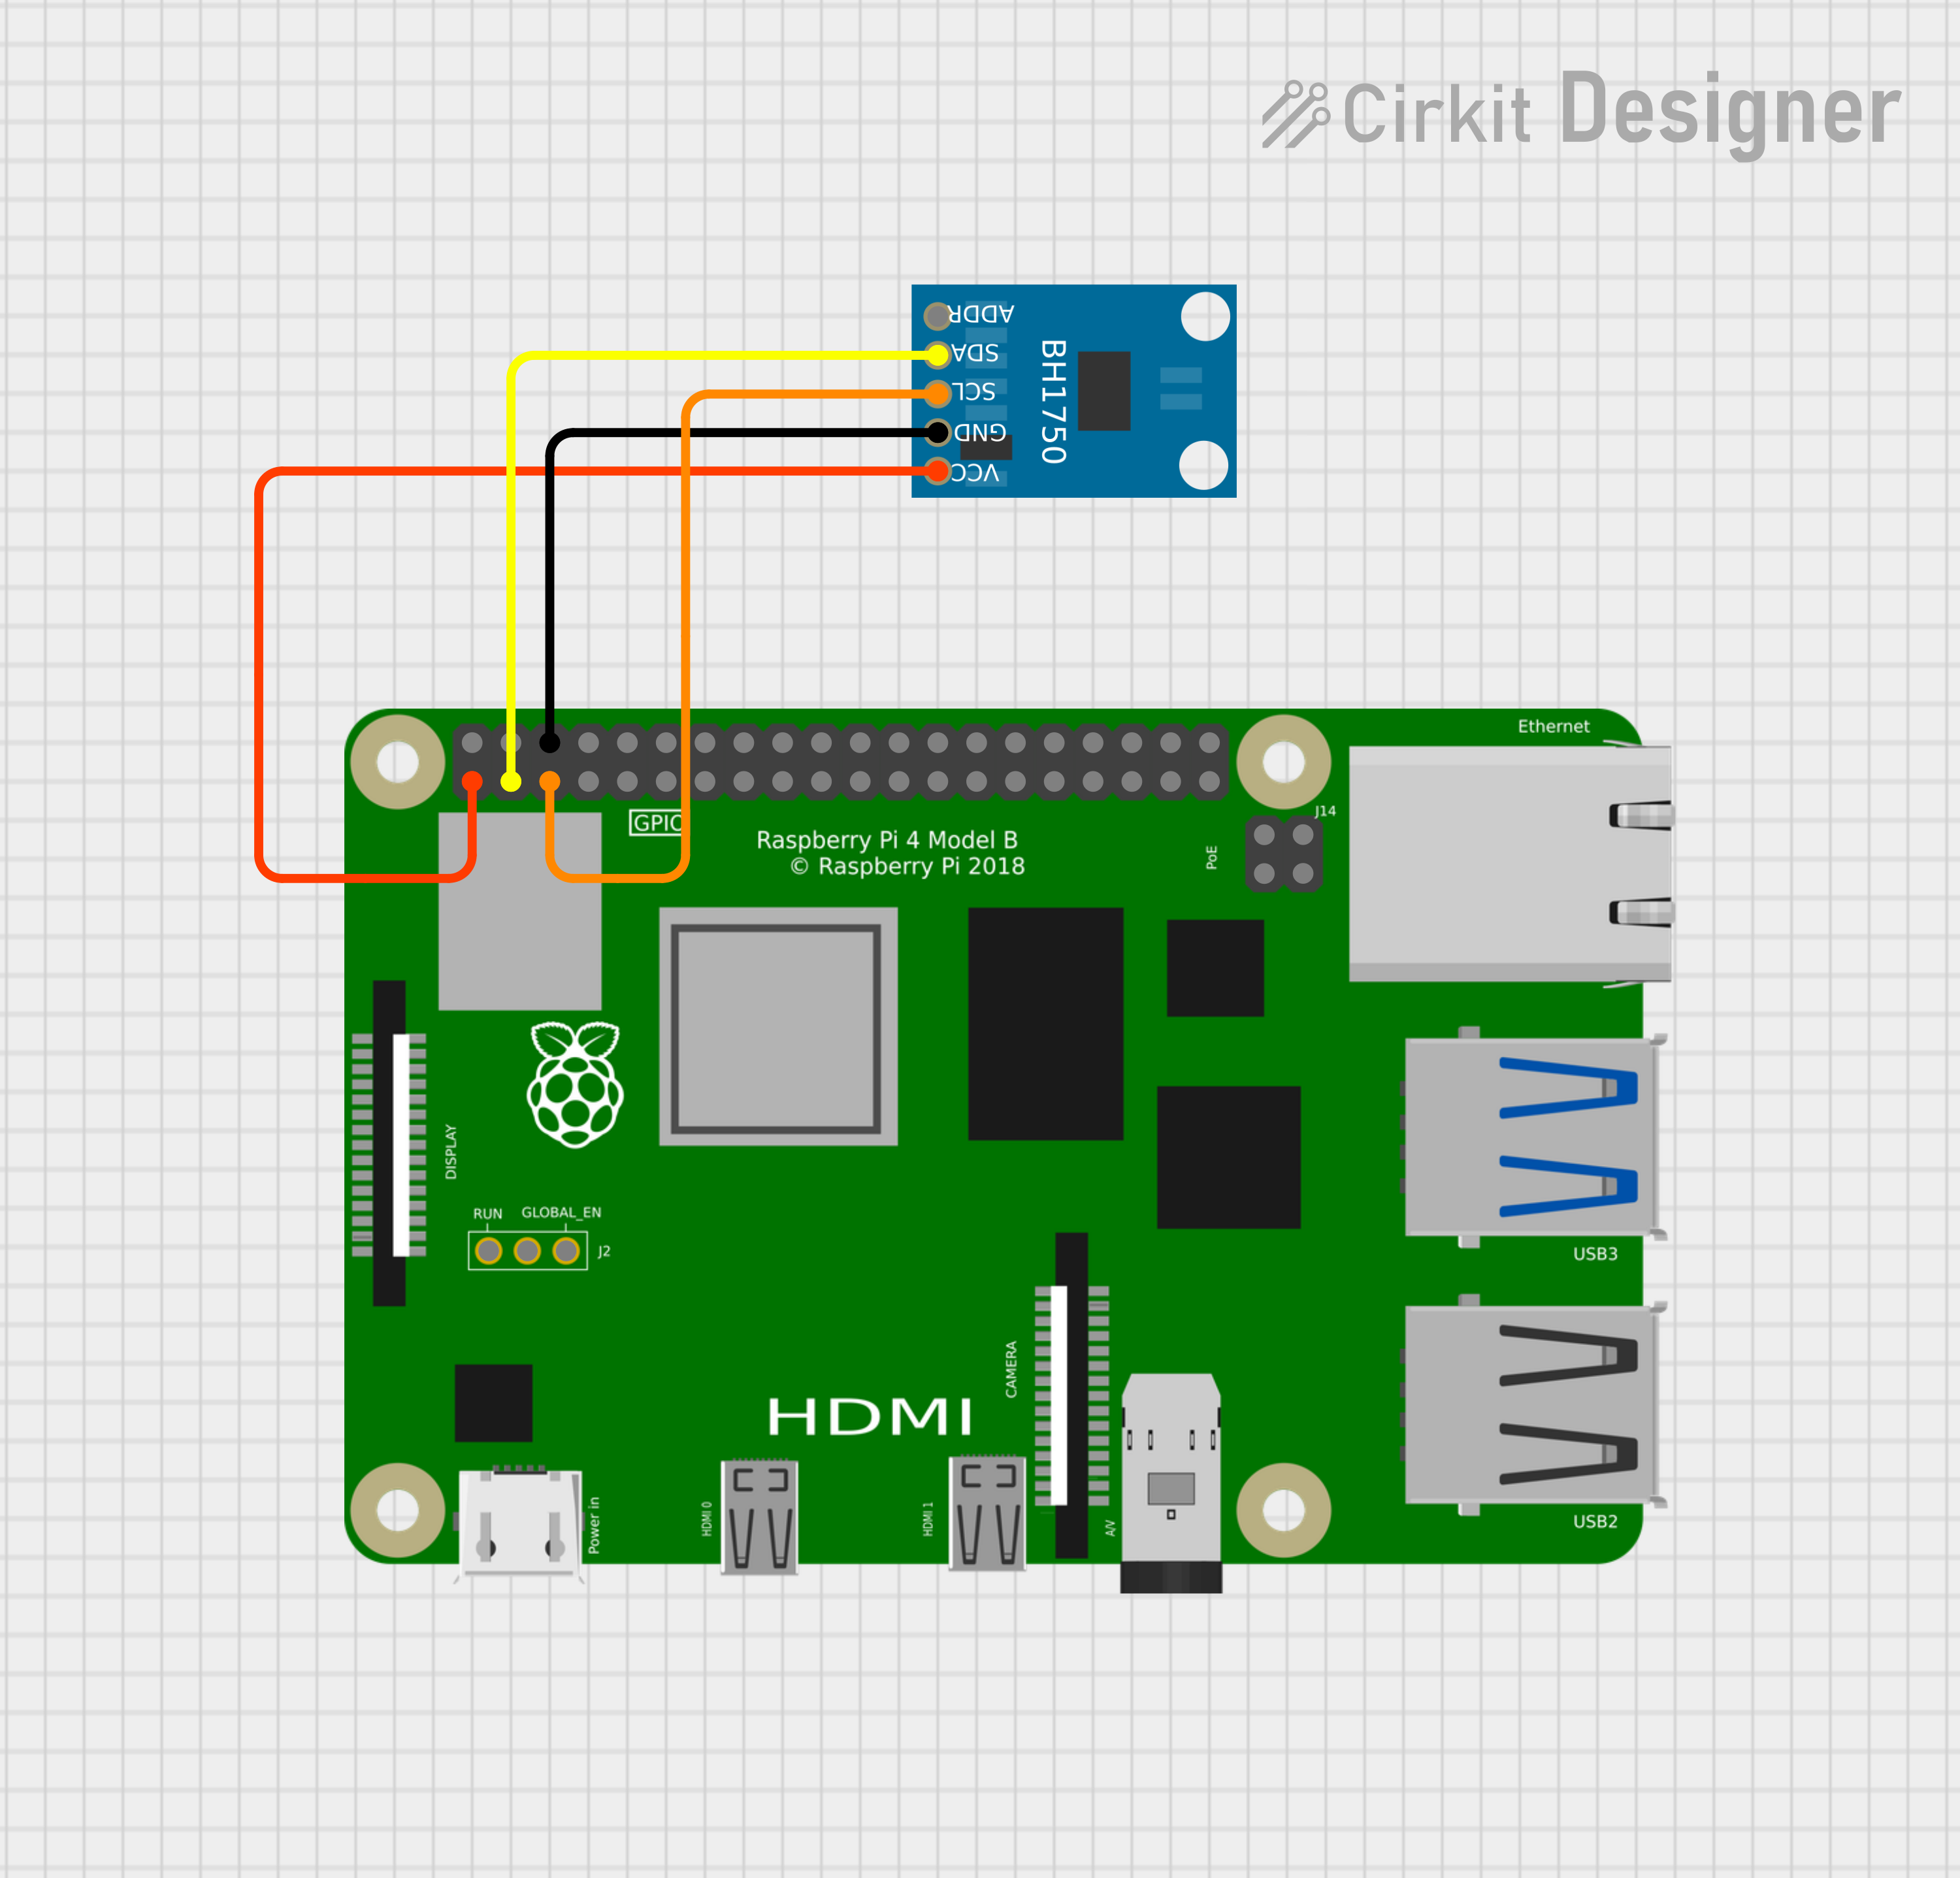 Cirkit Designer
ADDR
SDA
SCL
GND
VCC
BH1750
Ethernet
J14
GPIO
Raspberry Pi 4 Model B
© Raspberry Pi 2018
PoE
DISPLAY
RUN GLOBAL_EN
J2
USB3
CAMERA
HDMI
Power in
HDMI 0
HDMI 1
A/V
USB2